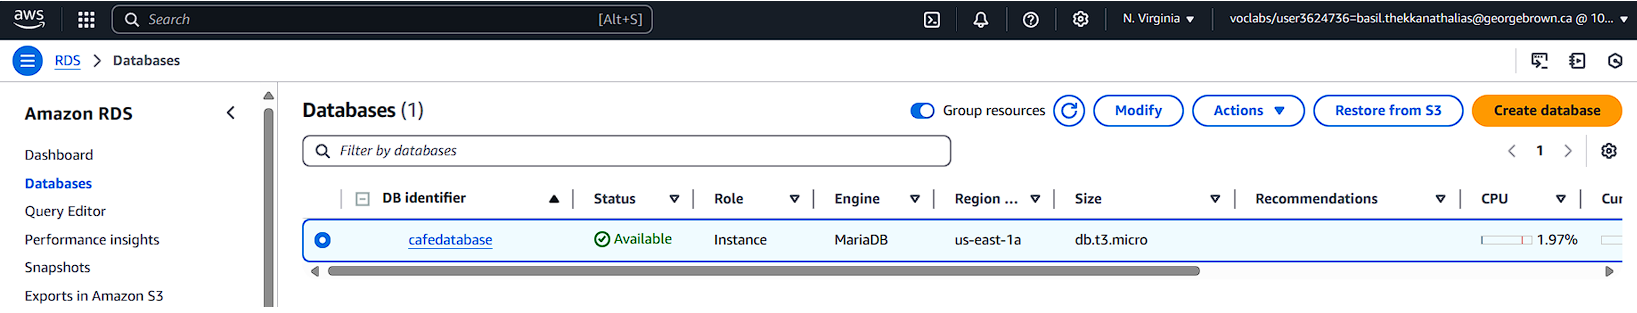 aws Search [Alt+S] N. Virginia voclabs/user3624736=basil.thekkanathalias@georgebrown.ca @ 10...
RDS > Databases
Amazon RDS
Dashboard
Databases
Query Editor
Performance insights
Snapshots
Exports in Amazon S3
Databases (1) Group resources Modify Actions Restore from S3 Create database
Filter by databases 1
DB identifier Status Role Engine Region ... Size Recommendations CPU Cur
cafedatabase Available Instance MariaDB us-east-1a db.t3.micro 1.97%